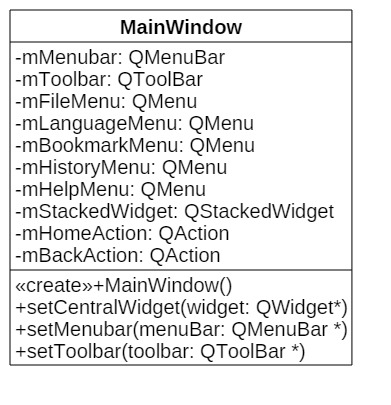 MainWindow
-mMenubar: QMenuBar
-mToolbar: QToolBar
-mFileMenu: QMenu
-mLanguageMenu: QMenu
-mBookmarkMenu: QMenu
-mHistoryMenu: QMenu
-mHelpMenu: QMenu
-mStackedWidget: QStackedWidget
-mHomeAction: QAction
-mBackAction: QAction
«create»+MainWindow()
+setCentralWidget(widget: QWidget*)
+setMenubar(menuBar: QMenuBar *)
+setToolbar(toolbar: QToolBar *)